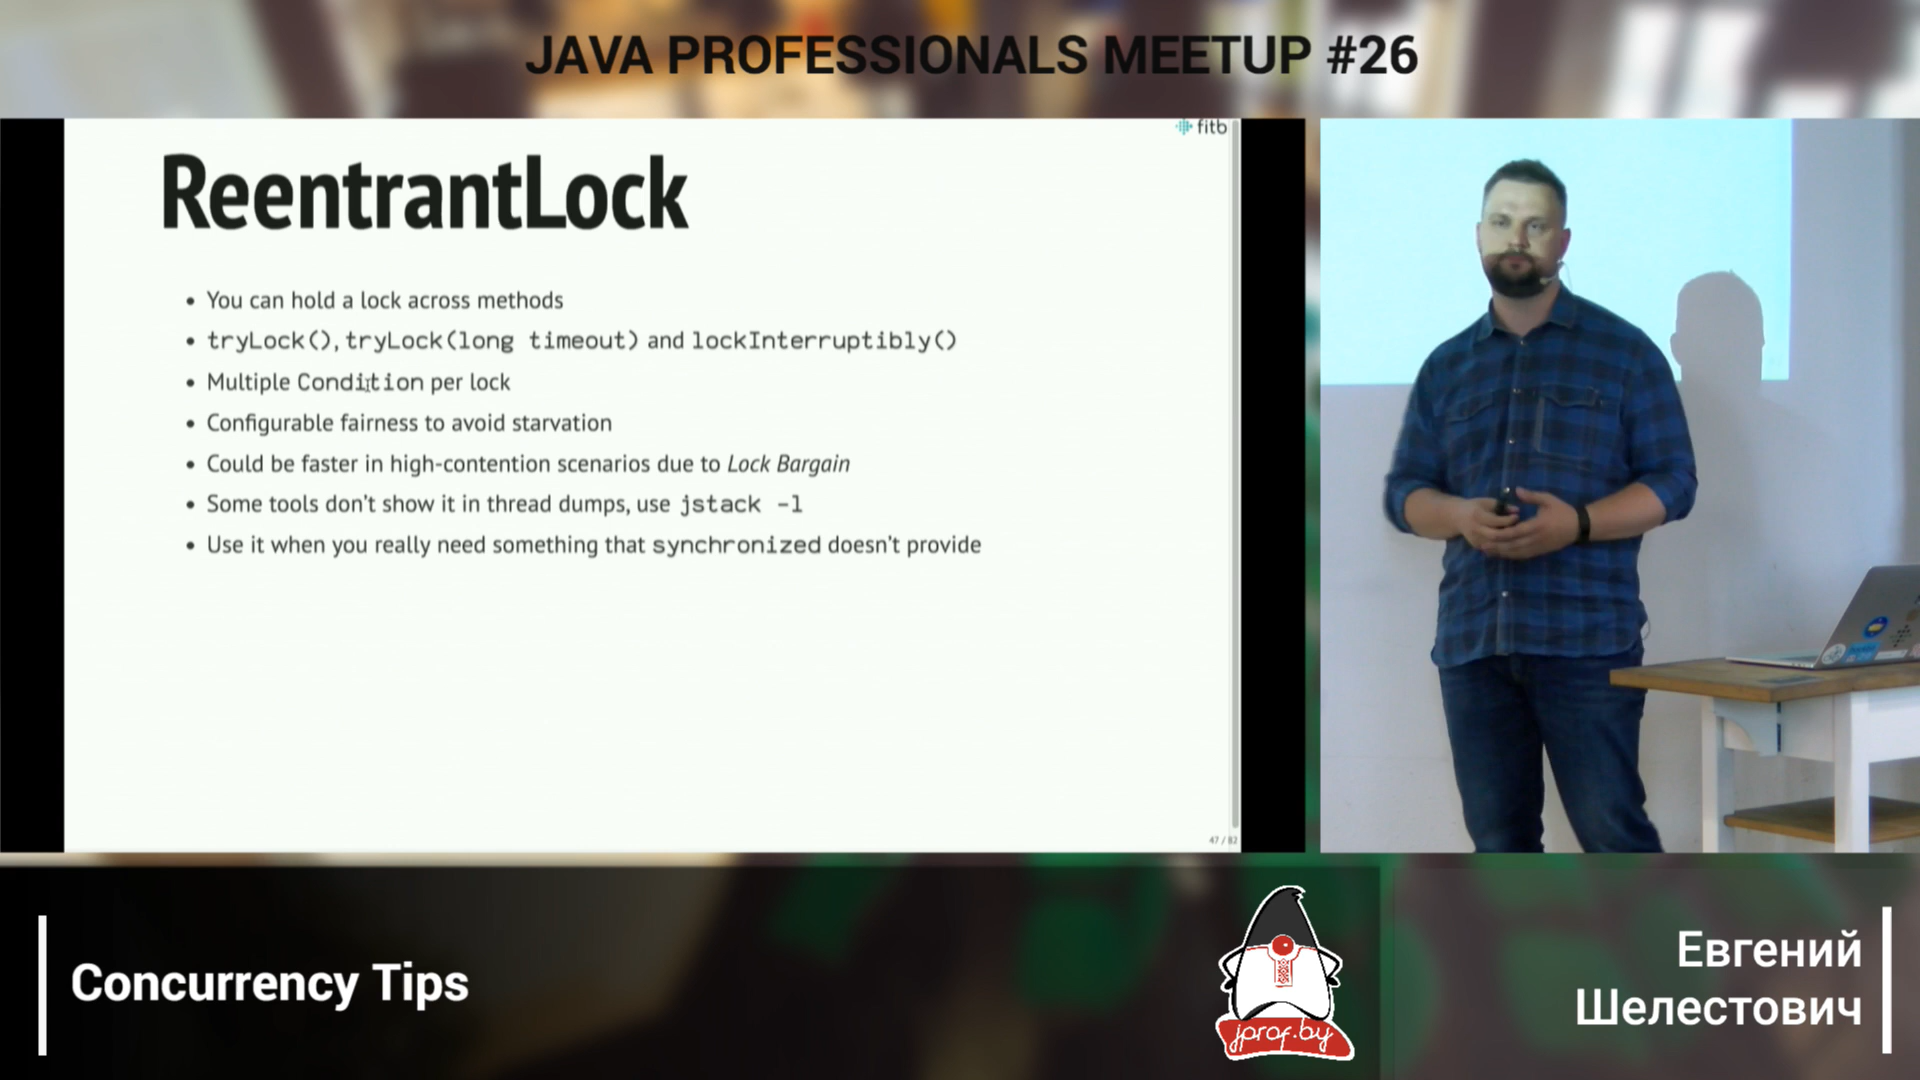 JAVA PROFESSIONALS MEETUP #26
fitb
ReentrantLock
• You can hold a lock across methods
• tryLock(), tryLock(long timeout) and lockInterruptibly()
• Multiple Condition per lock
• Configurable fairness to avoid starvation
• Could be faster in high-contention scenarios due to Lock Bargain
• Some tools don't show it in thread dumps, use jstack -l
• Use it when you really need something that synchronized doesn't provide
47 / 82
Concurrency Tips
jprof.by
Евгений
Шелестович